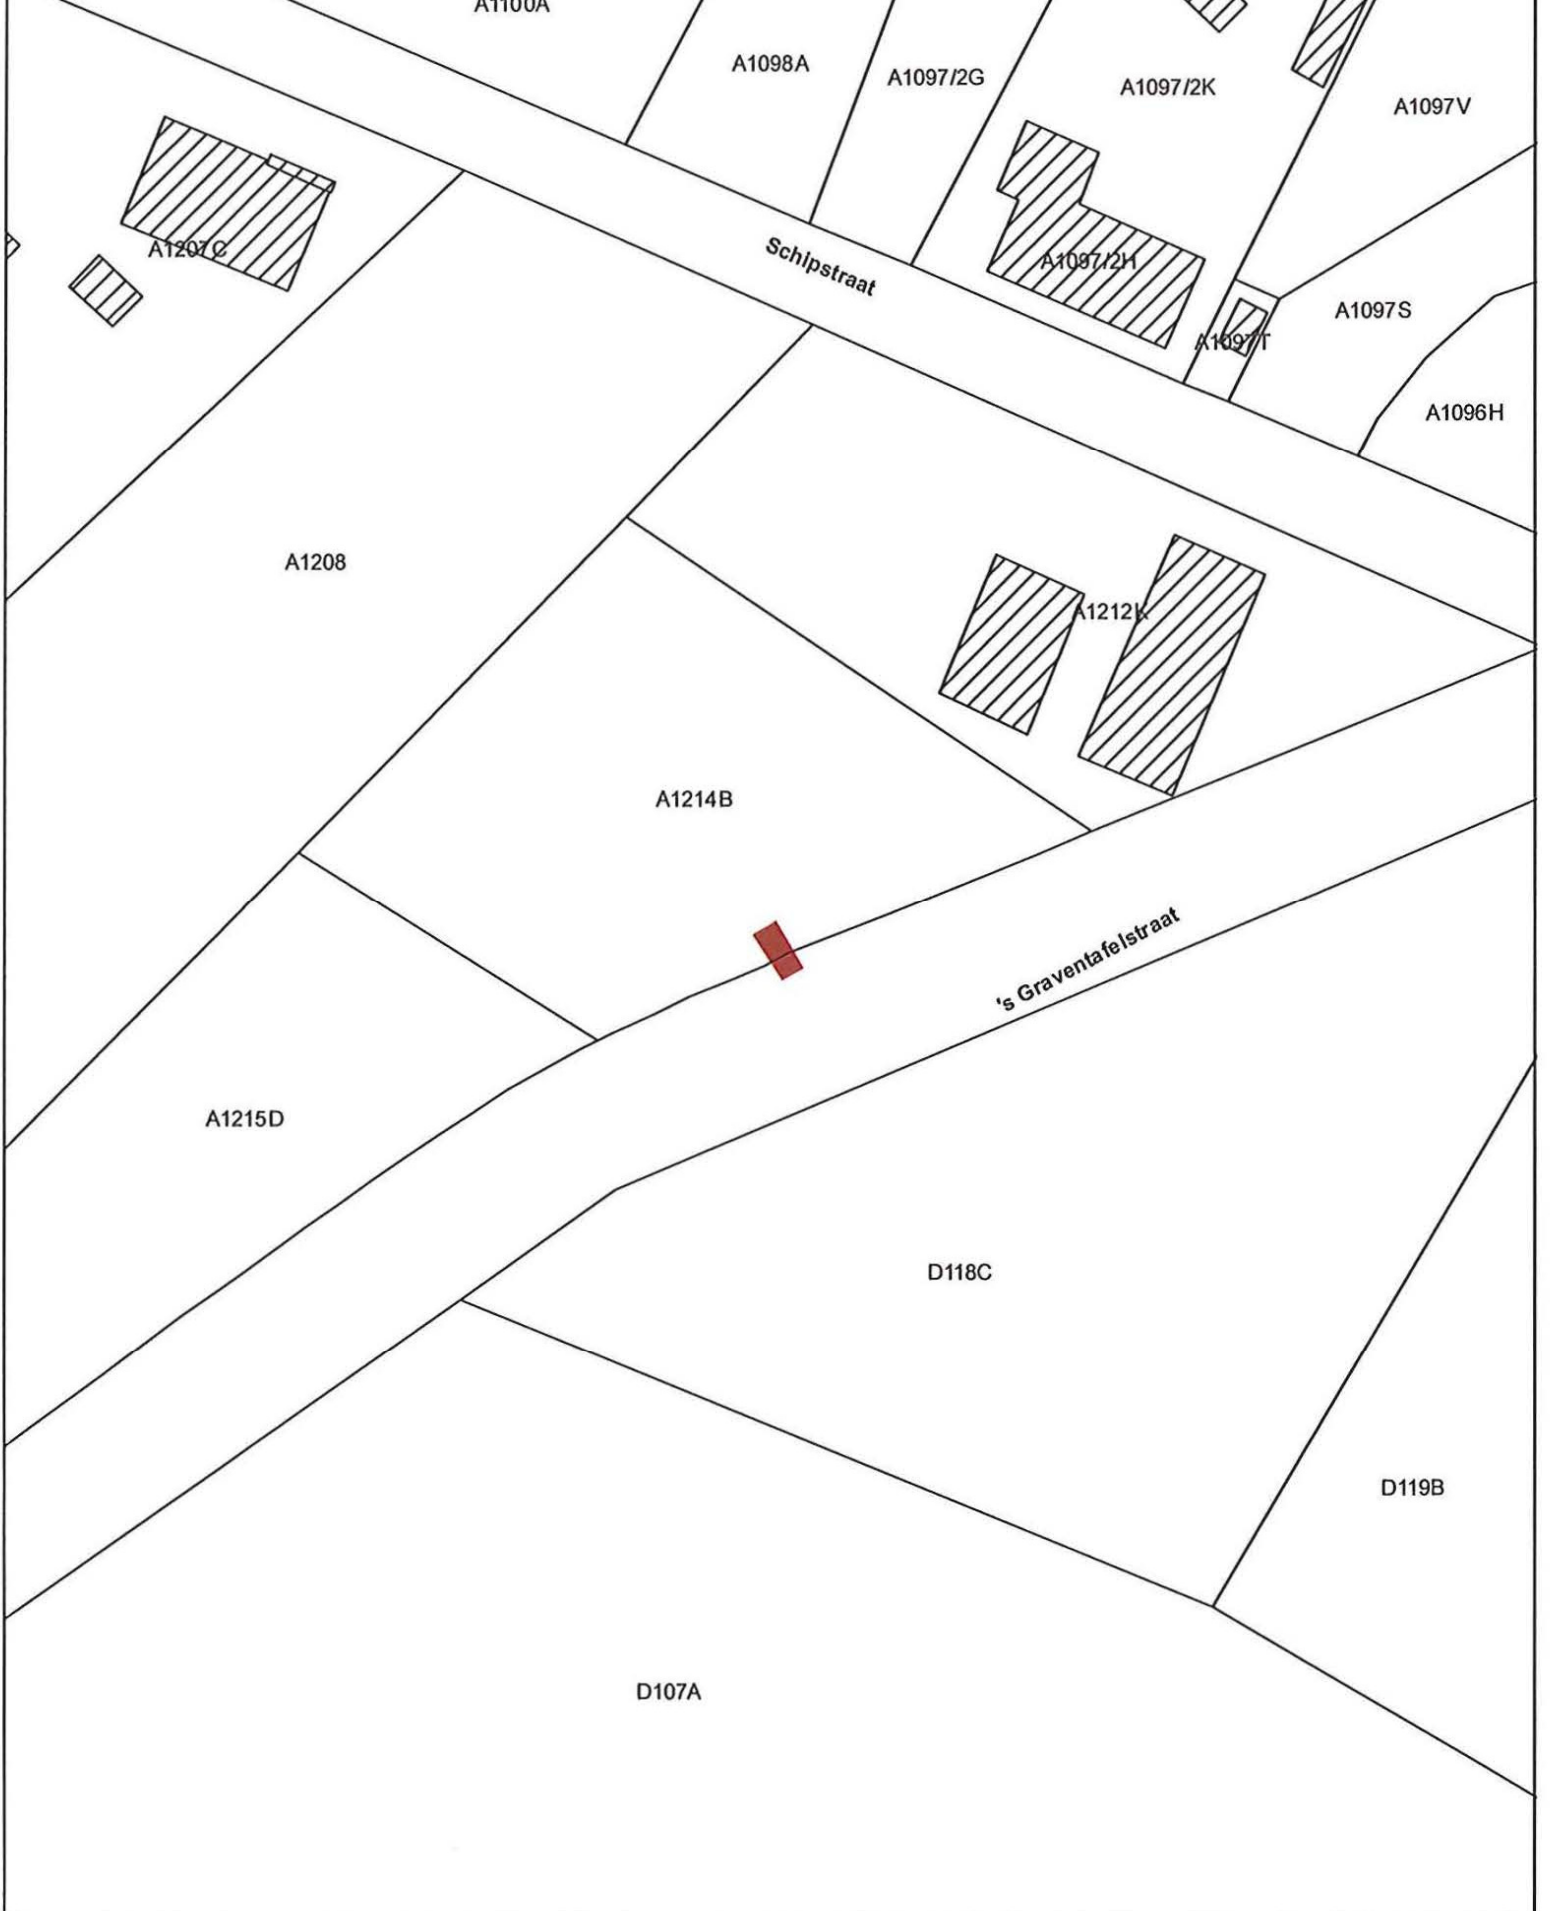 A1100A
A1098A
A1097/2G
A1097/2K
A1097V
A1207C
Schipstraat
A1097/2H
A1097S
A1097T
A1096H
A1208
A1212K
A1214B
's Graventafelstraat
A1215D
D118C
D119B
D107A